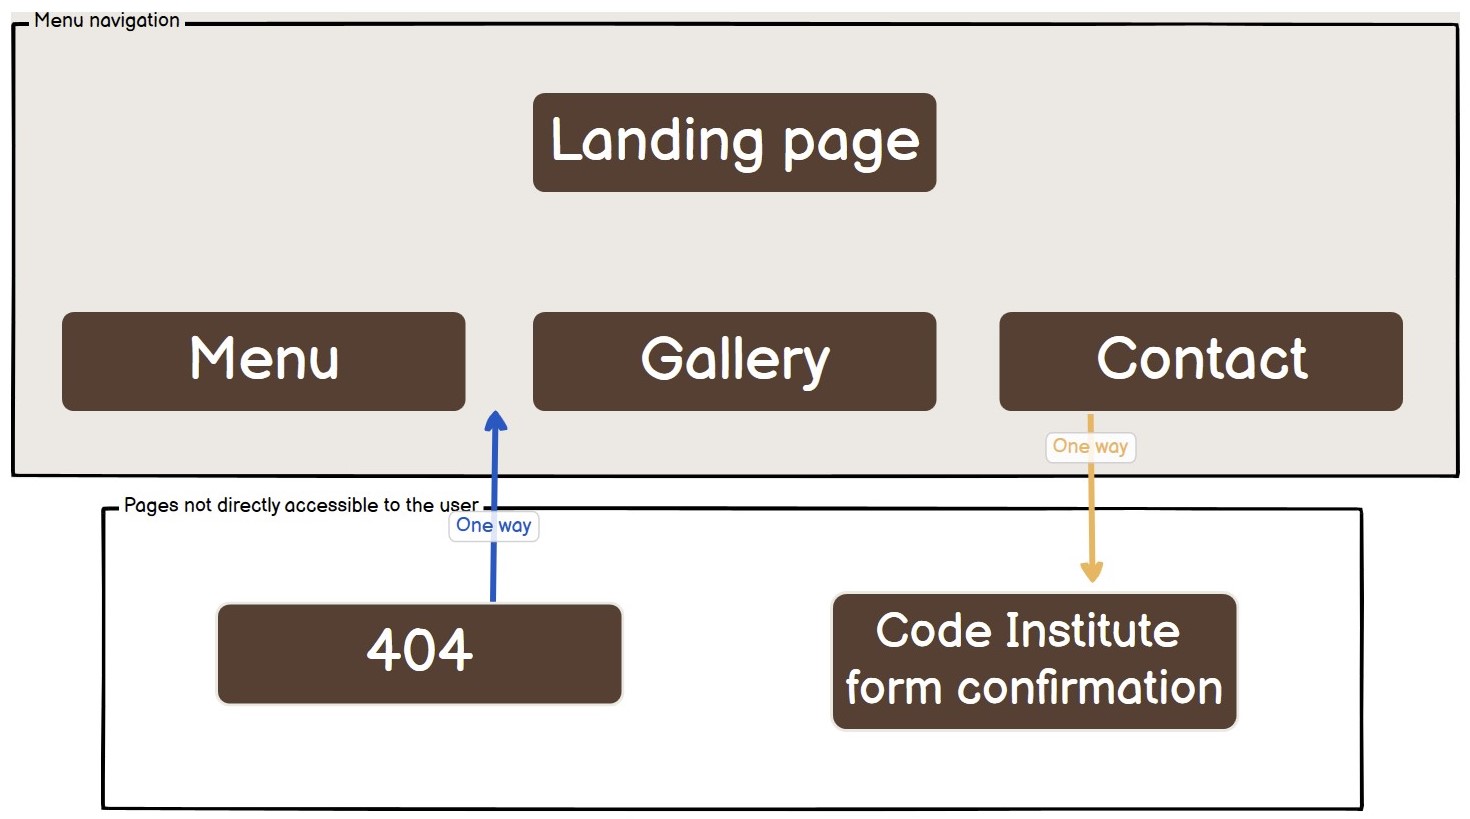 Menu navigation
Landing page
Menu
Gallery
Contact
One way
Pages not directly accessible to the user
One way
404
Code Institute
form confirmation